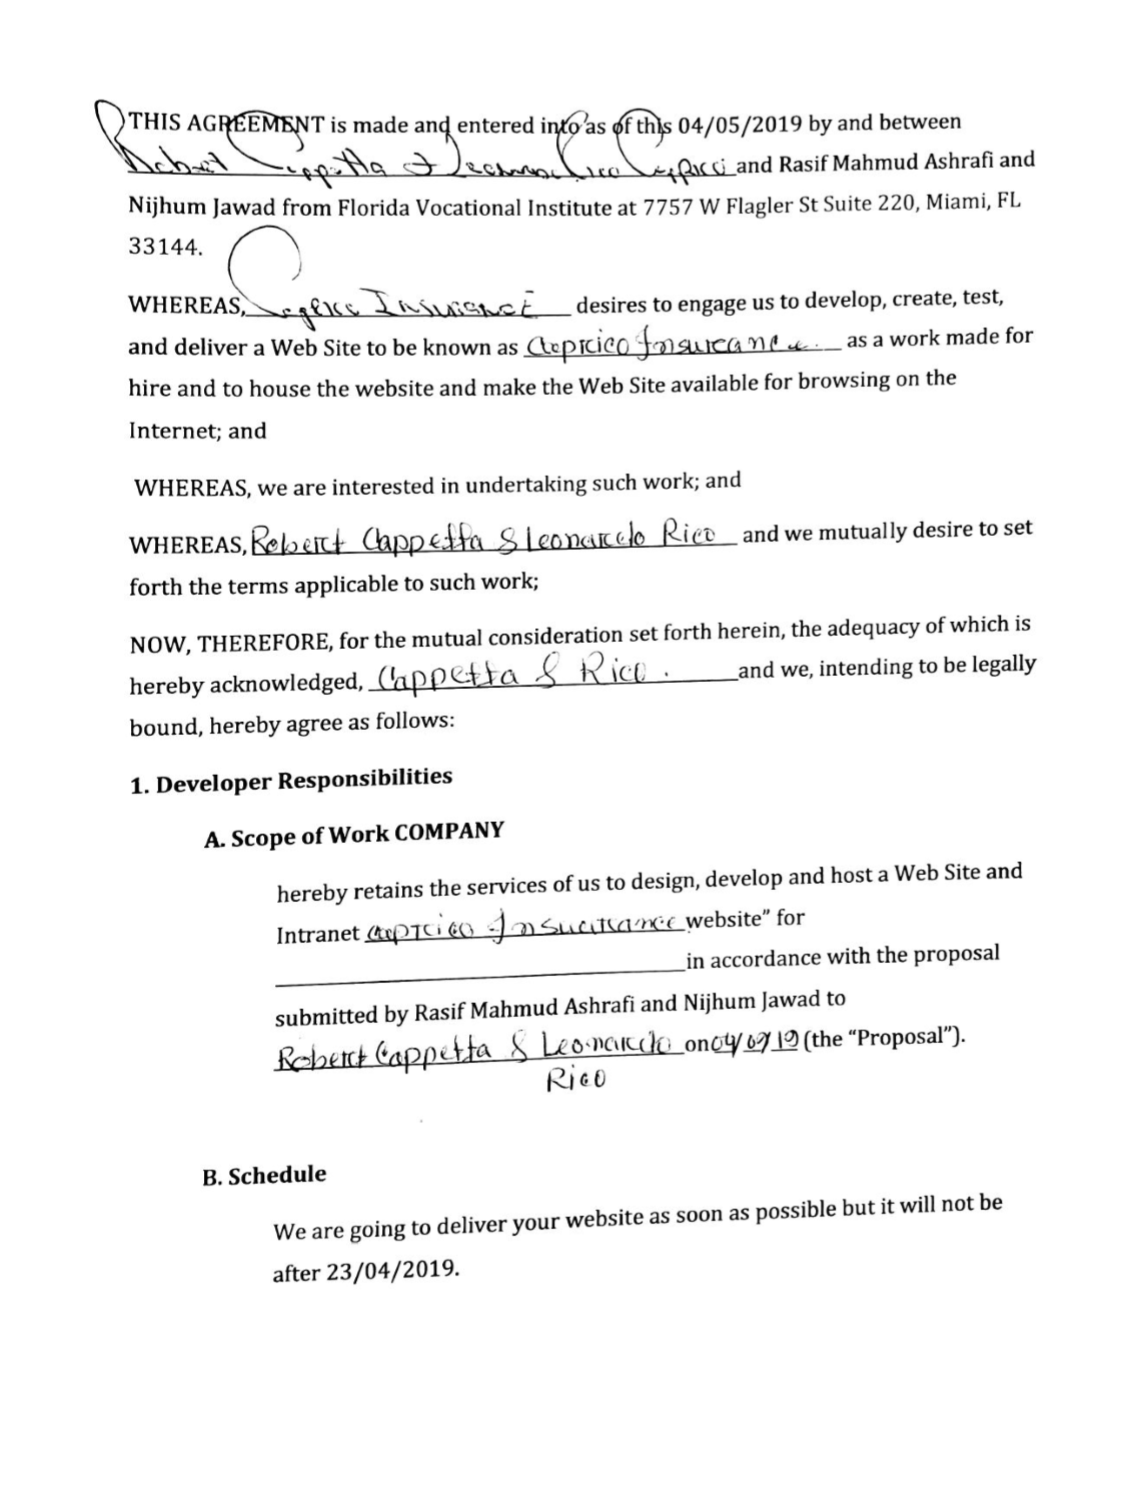 THIS AGREEMENT is made and entered into as of this 04/05/2019 by and between
Robert Cappetta & Leonardo Rico and Rasif Mahmud Ashrafi and
Nijhum Jawad from Florida Vocational Institute at 7757 W Flagler St Suite 220, Miami, FL
33144.
WHEREAS, Insurance desires to engage us to develop, create, test,
and deliver a Web Site to be known as Insurance as a work made for
hire and to house the website and make the Web Site available for browsing on the
Internet; and
WHEREAS, we are interested in undertaking such work; and
WHEREAS, Robert Cappetta & Leonardo Rico and we mutually desire to set
forth the terms applicable to such work;
NOW, THEREFORE, for the mutual consideration set forth herein, the adequacy of which is
hereby acknowledged, Cappetta & Rico. and we, intending to be legally
bound, hereby agree as follows:
1. Developer Responsibilities
A. Scope of Work COMPANY
hereby retains the services of us to design, develop and host a Web Site and
Intranet Insurance website” for
in accordance with the proposal
submitted by Rasif Mahmud Ashrafi and Nijhum Jawad to
Robert Cappetta & Leonardo on (the “Proposal”).
Rico
B. Schedule
We are going to deliver your website as soon as possible but it will not be
after 23/04/2019.